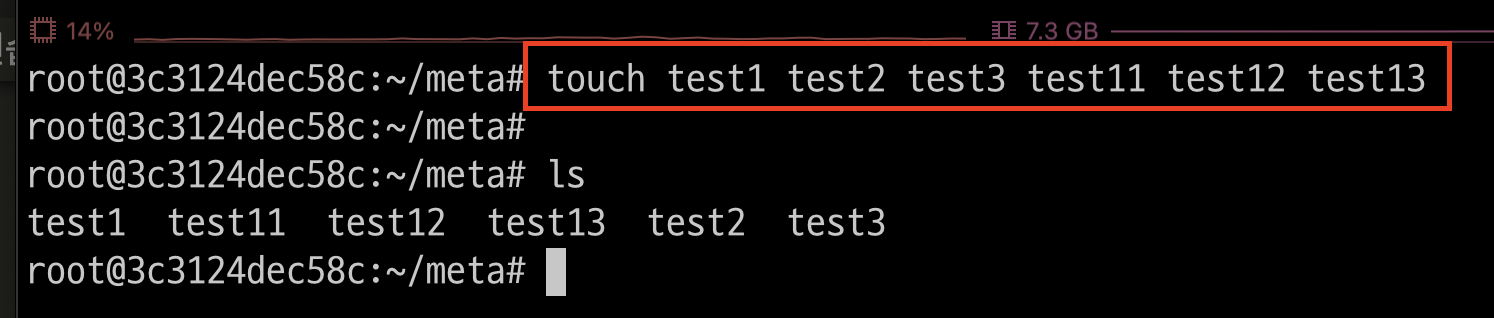 14% 7.3 GB
root@3c3124dec58c:~/meta# touch test1 test2 test3 test11 test12 test13
root@3c3124dec58c:~/meta#
root@3c3124dec58c:~/meta# ls
test1 test11 test12 test13 test2 test3
root@3c3124dec58c:~/meta#